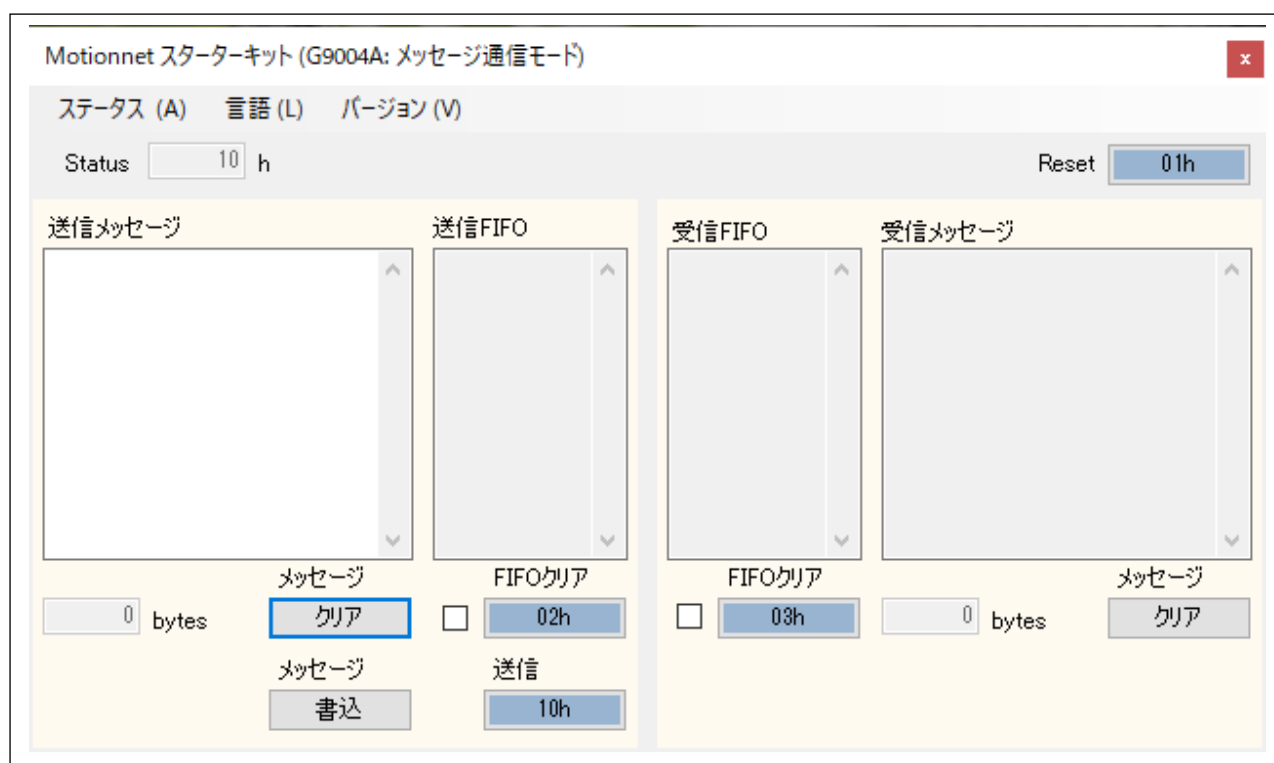 Motionnet スターターキット (G9004A: メッセージ通信モード)
x
ステータス (A) 言語 (L) バージョン (V)
Status 10 h Reset 01h
送信メッセージ 送信FIFO 受信FIFO 受信メッセージ
メッセージ FIFOクリア FIFOクリア メッセージ
0 bytes クリア 02h 03h 0 bytes クリア
メッセージ 送信
書込 10h